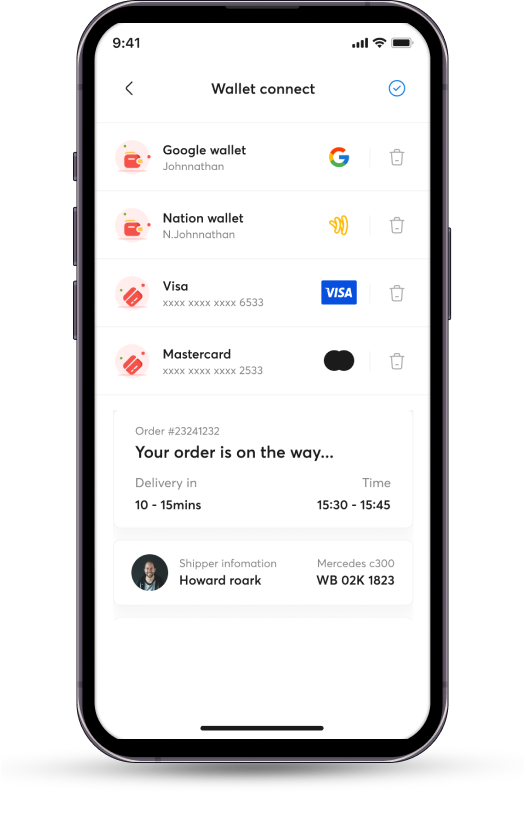 9:41
Wallet connect
Google wallet
Johnnathan
Nation wallet
N.Johnnathan
Visa
xxxx xxxx xxxx 6533
VISA
Mastercard
xxxx xxxx xxxx 2533
Order #23241232
Your order is on the way...
Delivery in Time
10 - 15mins 15:30 - 15:45
Shipper infomation Mercedes c300
Howard roark WB 02K 1823